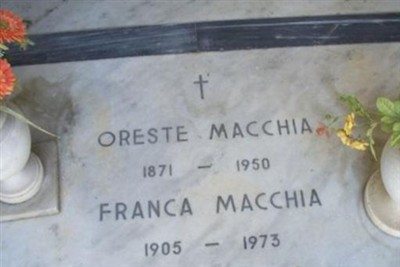 ORESTE MACCHIA
1871 — 1950
FRANCA MACCHIA
1905 — 1973